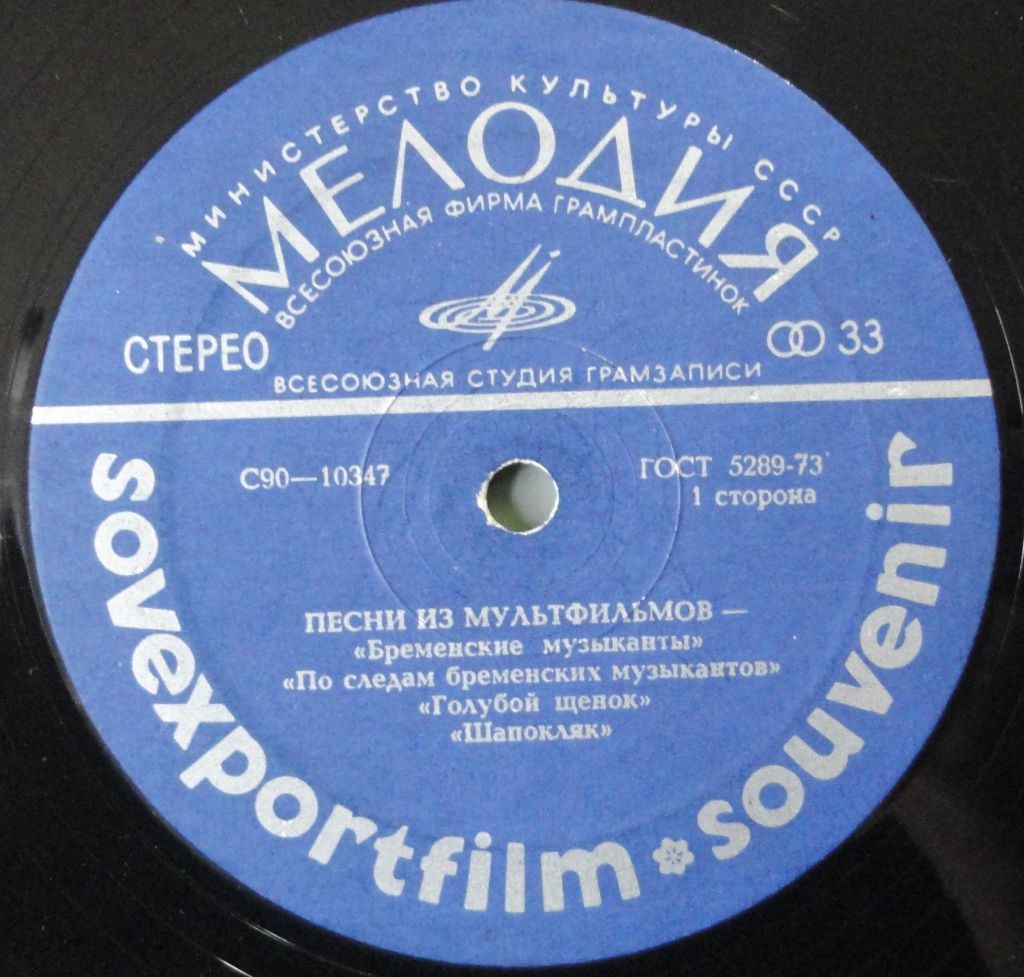 МИНИСТЕРСТВО КУЛЬТУРЫ СССР
МЕЛОДИЯ
ВСЕСОЮЗНАЯ ФИРМА ГРАМПЛАСТИНОК
СТЕРЕО
33
ВСЕСОЮЗНАЯ СТУДИЯ ГРАМЗАПИСИ
С90—10347
ГОСТ 5289-73
1 сторона
ПЕСНИ ИЗ МУЛЬТФИЛЬМОВ —
«Бременские музыканты»
«По следам бременских музыкантов»
«Голубой щенок»
«Шапокляк»
sovexportfilm souvenir